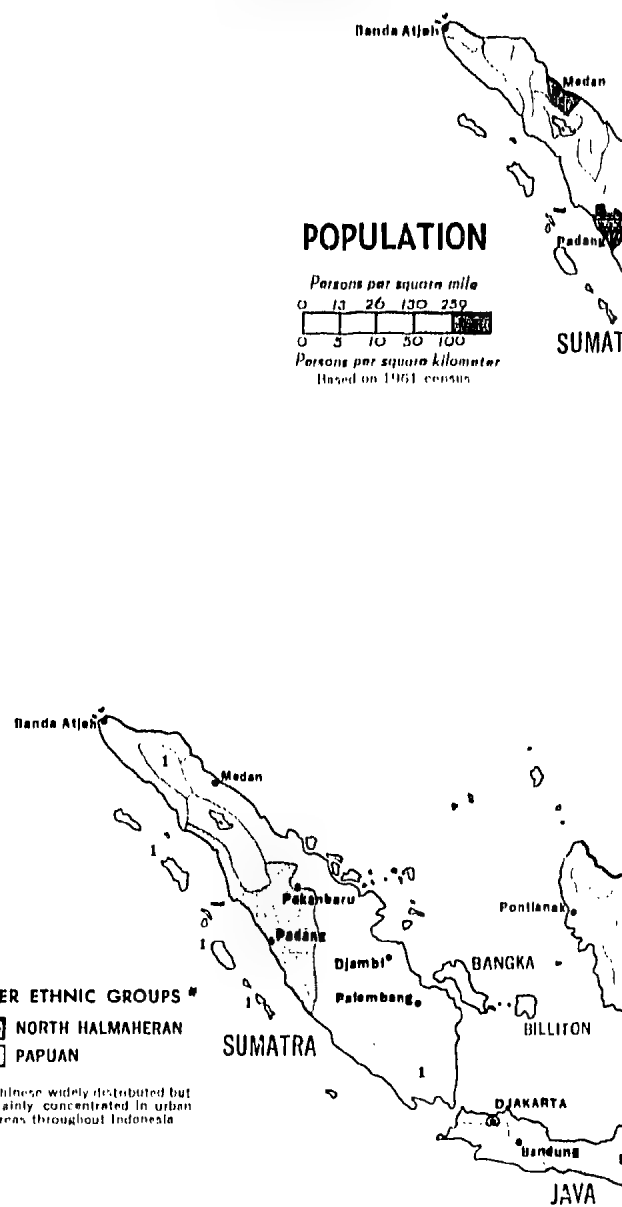 Banda Atjeh
Medan
Padang
SUMAT
POPULATION
Persons per square mile
0 13 26 130 259
0 5 10 50 100
Persons per square kilometer
Based on 1961 census
Banda Atjeh
1
Medan
1
Pakanbaru
Pontianak
Padang
1
Djambi
BANGKA
Palembang
1
BILLITON
SUMATRA
ER ETHNIC GROUPS *
NORTH HALMAHERAN
PAPUAN
hinese widely distributed but
ainly concentrated in urban
reas throughout Indonesia
1
DJAKARTA
Bandung
JAVA